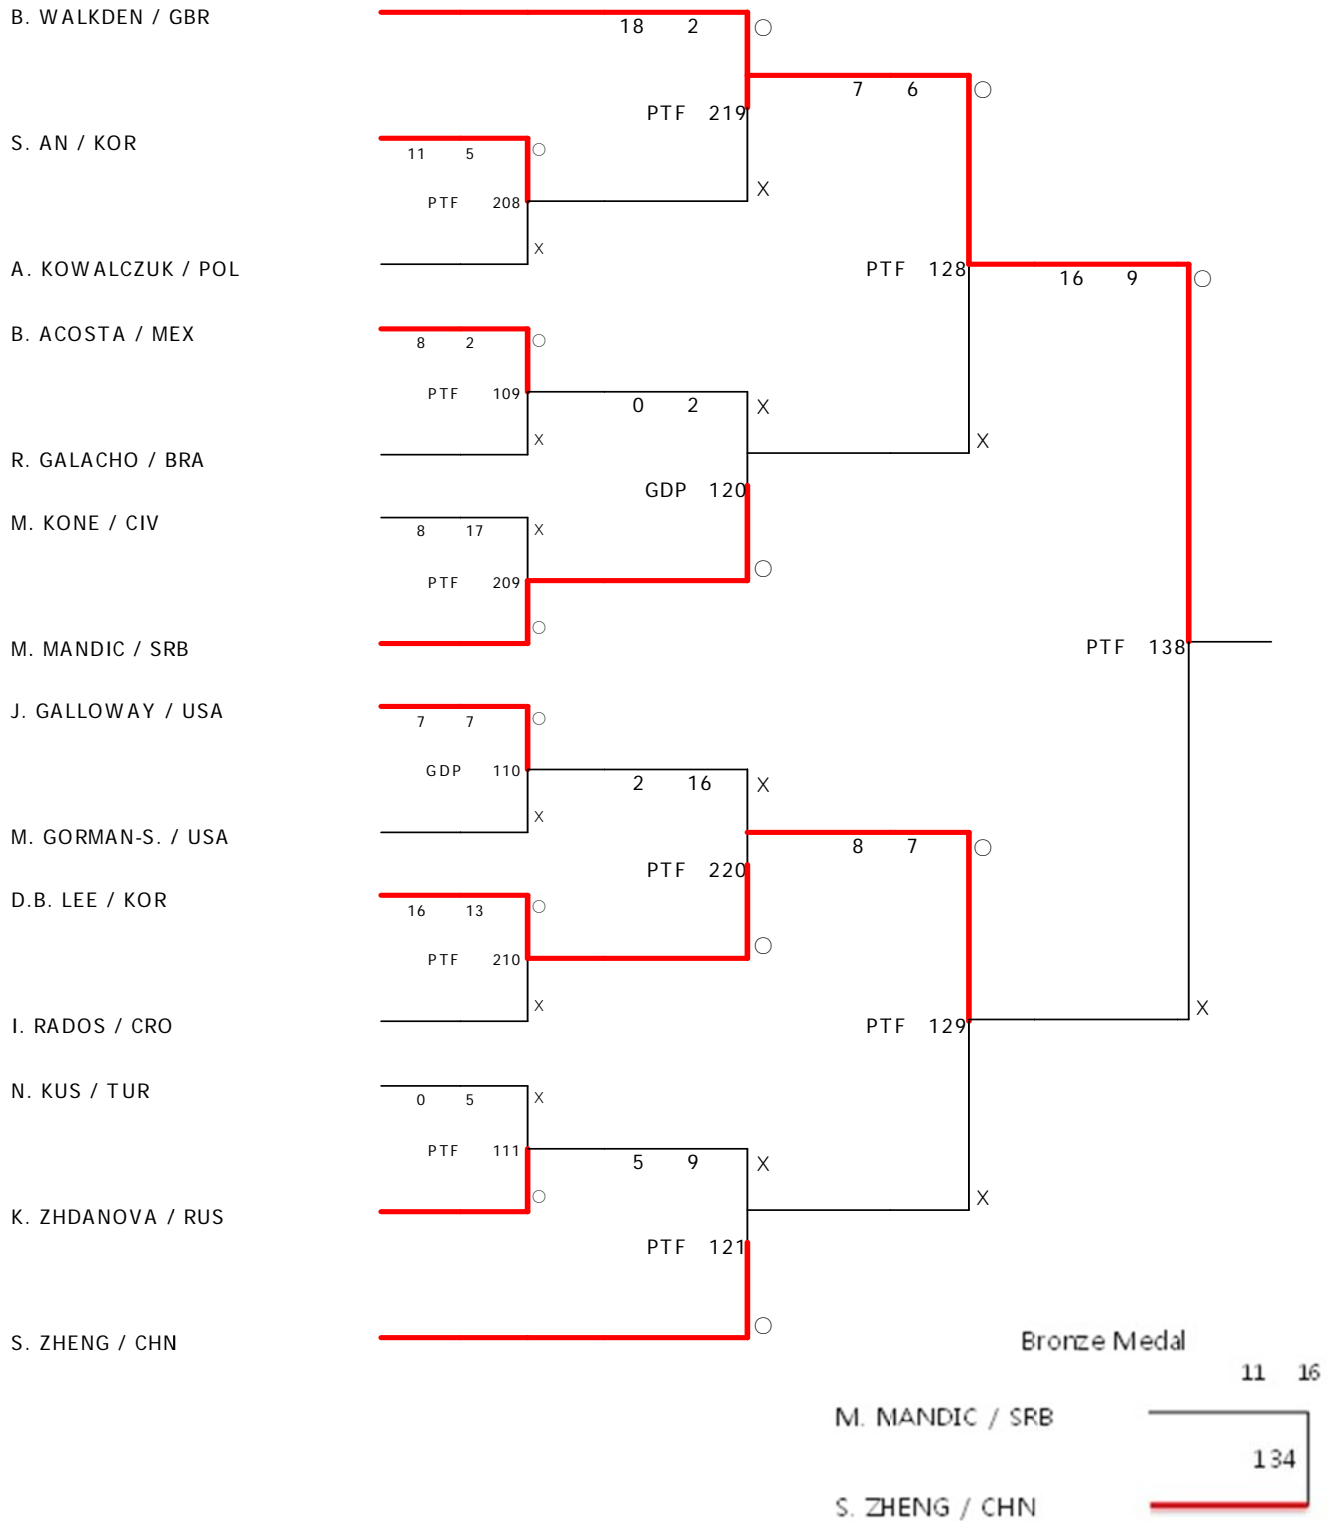 B. WALKDEN / GBR
18 2 ○
7 6 ○
PTF 219
S. AN / KOR
11 5 ○
X
PTF 208
X
A. KOWALCZUK / POL
PTF 128
16 9 ○
B. ACOSTA / MEX
8 2 ○
PTF 109
0 2 X
X
X
R. GALACHO / BRA
GDP 120
M. KONE / CIV
8 17 X
○
PTF 209
○
M. MANDIC / SRB
PTF 138
J. GALLOWAY / USA
7 7 ○
GDP 110
2 16 X
X
M. GORMAN-S. / USA
8 7 ○
PTF 220
D.B. LEE / KOR
16 13 ○
○
PTF 210
X
X
I. RADOS / CRO
PTF 129
N. KUS / TUR
0 5 X
PTF 111
5 9 X
○
X
K. ZHDANOVA / RUS
PTF 121
○
S. ZHENG / CHN
Bronze Medal
11 16
M. MANDIC / SRB
134
S. ZHENG / CHN